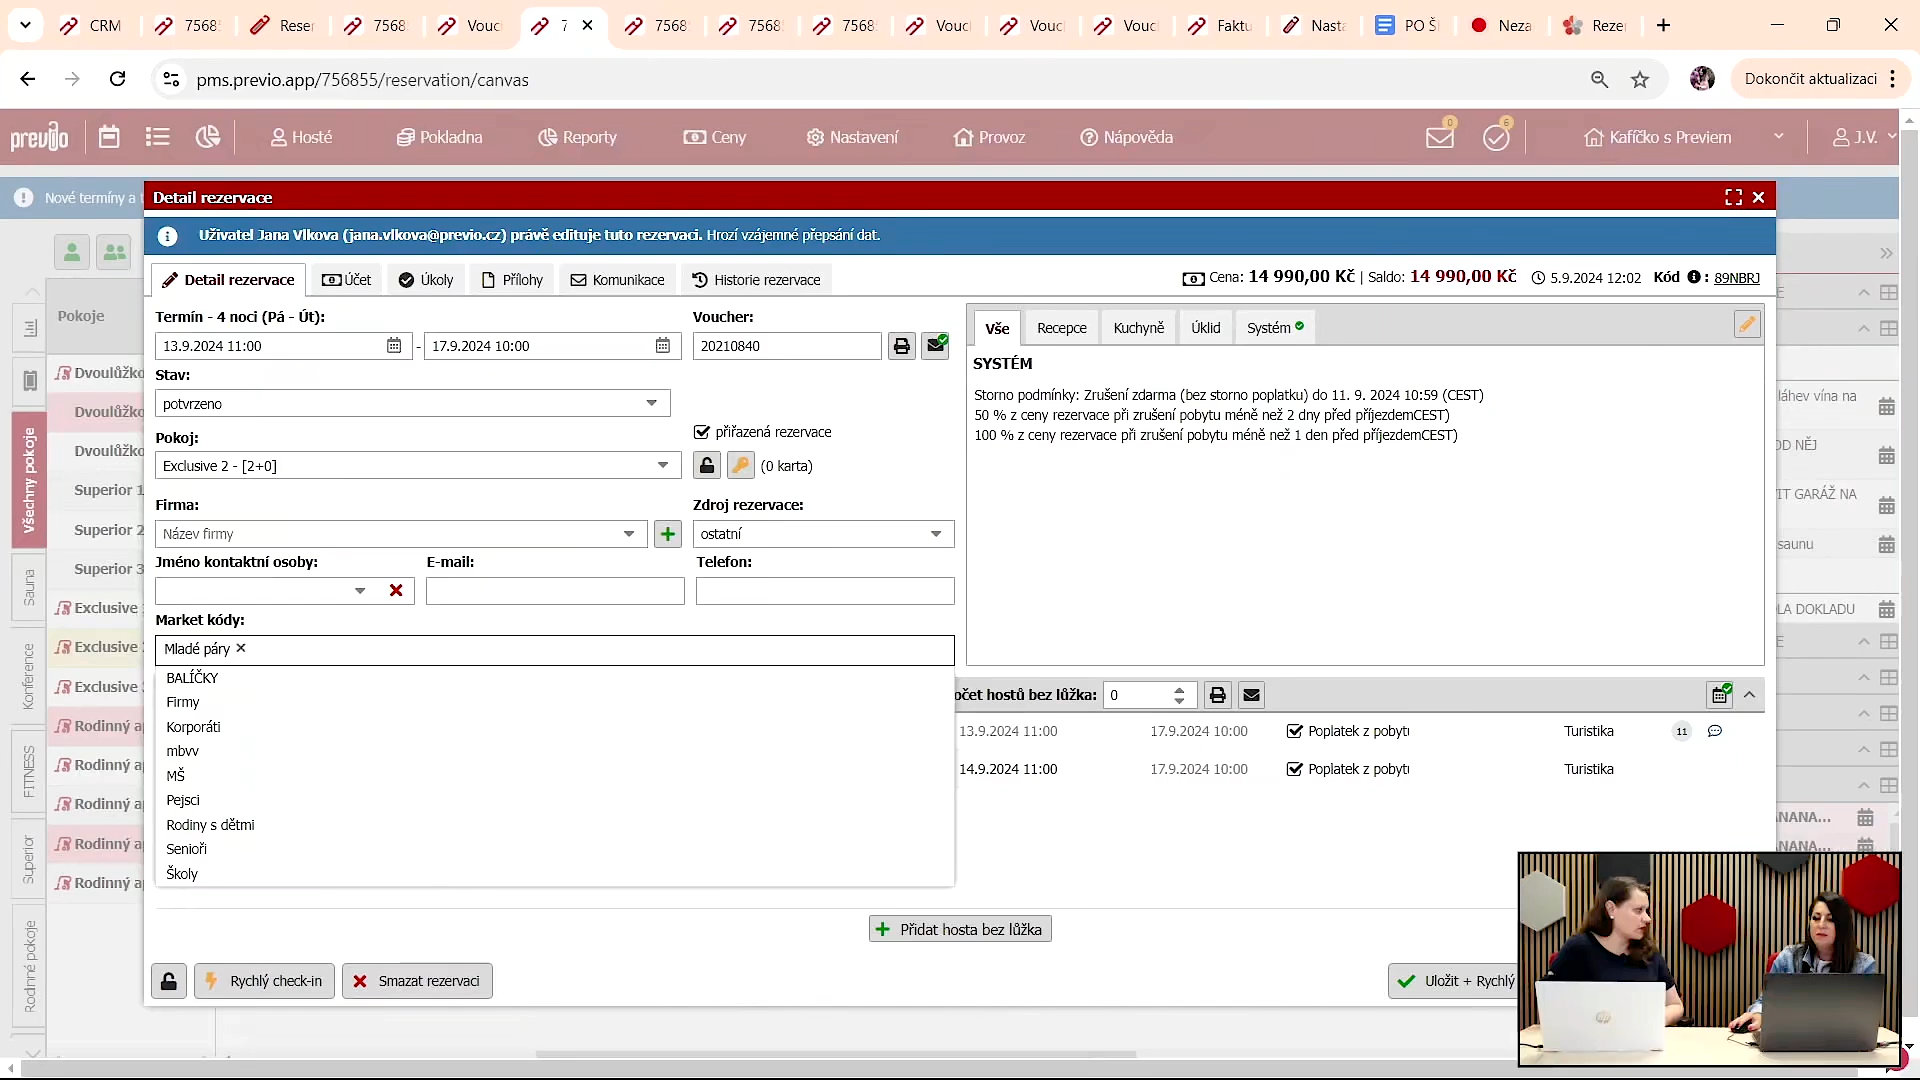 CRM
7568
Reser
7568
Vouc
7
7568
7568
7568
Vouc
Vouc
Vouc
Faktu
Nasta
PO Š
Neza
Rezer
pms.previo.app/756855/reservation/canvas
Dokončit aktualizaci
previo
Hosté
Pokladna
Reporty
Ceny
Nastavení
Provoz
Nápověda
0
6
Kafíčko s Previem
J.V.
Nové termíny a t
Detail rezervace
Uživatel Jana Vlkova (jana.vlkova@previo.cz) právě edituje tuto rezervaci. Hrozí vzájemné přepsání dat.
Detail rezervace
Účet
Úkoly
Přílohy
Komunikace
Historie rezervace
Cena: 14 990,00 Kč | Saldo: 14 990,00 Kč
5.9.2024 12:02
Kód : 89NBRJ
Termín - 4 noci (Pá - Út):
13.9.2024 11:00 - 17.9.2024 10:00
Voucher:
20210840
Stav:
potvrzeno
Pokoj:
Exclusive 2 - [2+0]
přiřazená rezervace
(0 karta)
Firma:
Název firmy
Zdroj rezervace:
ostatní
Jméno kontaktní osoby:
E-mail:
Telefon:
Market kódy:
Mladé páry
BALÍČKY
Firmy
Korporáti
mbvv
MŠ
Pejsci
Rodiny s dětmi
Senioři
Školy
Vše
Recepce
Kuchyně
Úklid
Systém
SYSTÉM
Storno podmínky: Zrušení zdarma (bez storno poplatku) do 11. 9. 2024 10:59 (CEST)
50 % z ceny rezervace při zrušení pobytu méně než 2 dny před příjezdemCEST)
100 % z ceny rezervace při zrušení pobytu méně než 1 den před příjezdemCEST)
očet hostů bez lůžka: 0
13.9.2024 11:00
17.9.2024 10:00
Poplatek z pobytu
Turistika
11
14.9.2024 11:00
17.9.2024 10:00
Poplatek z pobytu
Turistika
Přidat hosta bez lůžka
Rychlý check-in
Smazat rezervaci
Uložit + Rychlý
Pokoje
Dvoulůžko
Dvoulůžko
Dvoulůžko
Superior 1
Superior 2
Superior 3
Exclusive
Exclusive 2
Exclusive
Rodinný a
Rodinný a
Rodinný a
Rodinný a
Rodinný a
Všechny pokoje
Sauna
Konference
FITNESS
Superior
Rodinné pokoje
E
láhev vína na
OD NĚJ
IT GARÁŽ NA
saunu
LA DOKLADU
E
NANA...
NANA...
hp